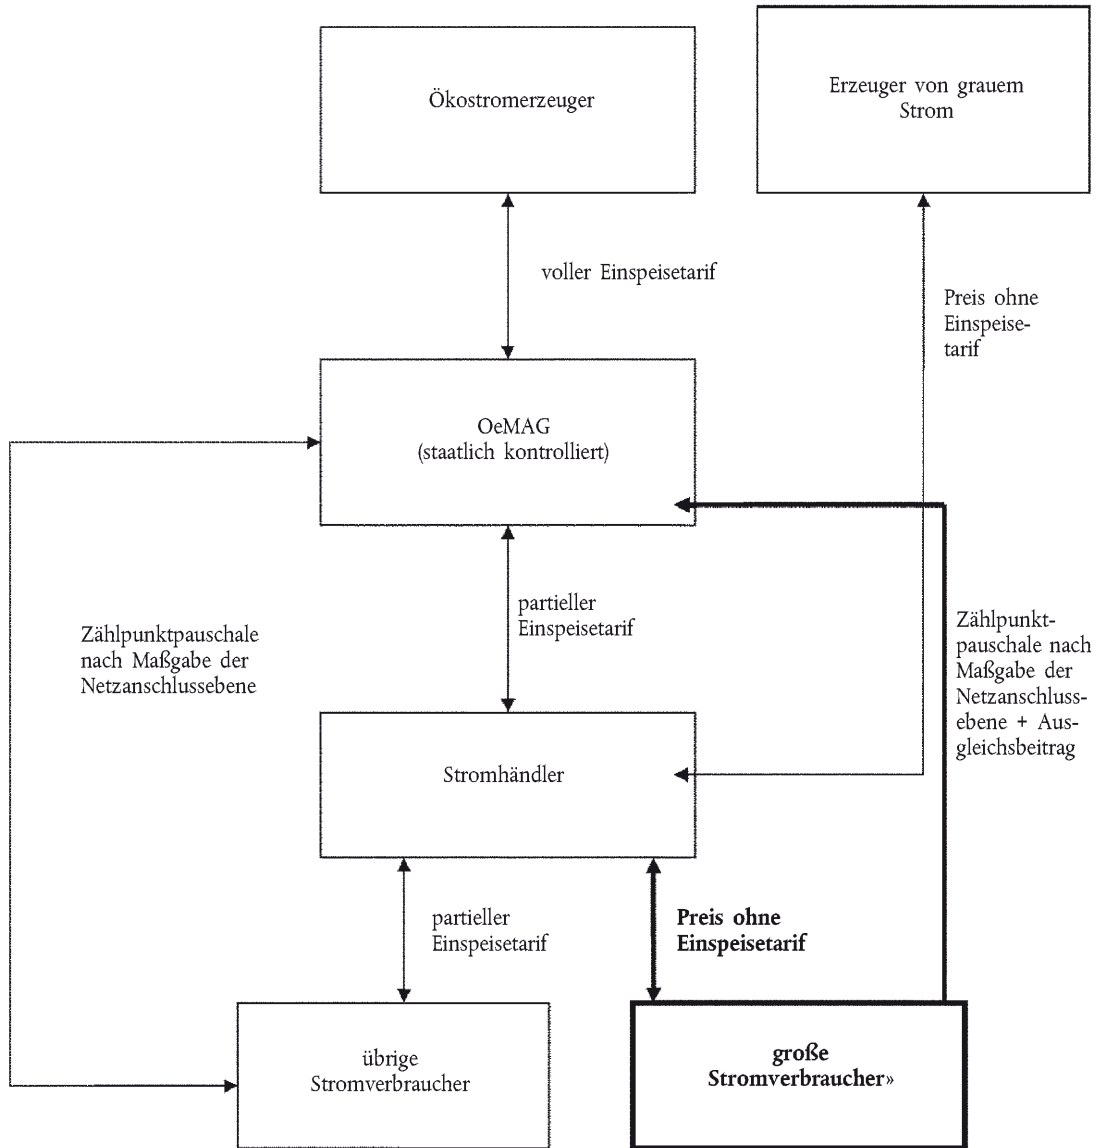 Ökostromerzeuger
Erzeuger von grauem
Strom
voller Einspeisetarif
Preis ohne
Einspeise-
tarif
OeMAG
(staatlich kontrolliert)
partieller
Einspeisetarif
Zählpunktpauschale
nach Maßgabe der
Netzanschlussebene
Zählpunkt-
pauschale nach
Maßgabe der
Netzanschluss-
ebene + Aus-
gleichsbeitrag
Stromhändler
partieller
Einspeisetarif
Preis ohne
Einspeisetarif
übrige
Stromverbraucher
große
Stromverbraucher»